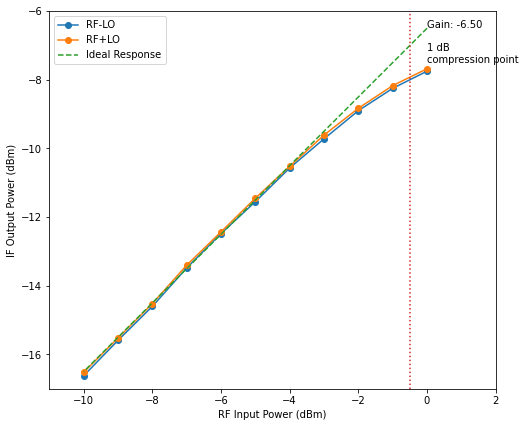 RF-LO
RF+LO
Ideal Response
Gain: -6.50
1 dB
compression point
IF Output Power (dBm)
−6
−8
−10
−12
−14
−16
−10
−8
−6
−4
−2
0
2
RF Input Power (dBm)